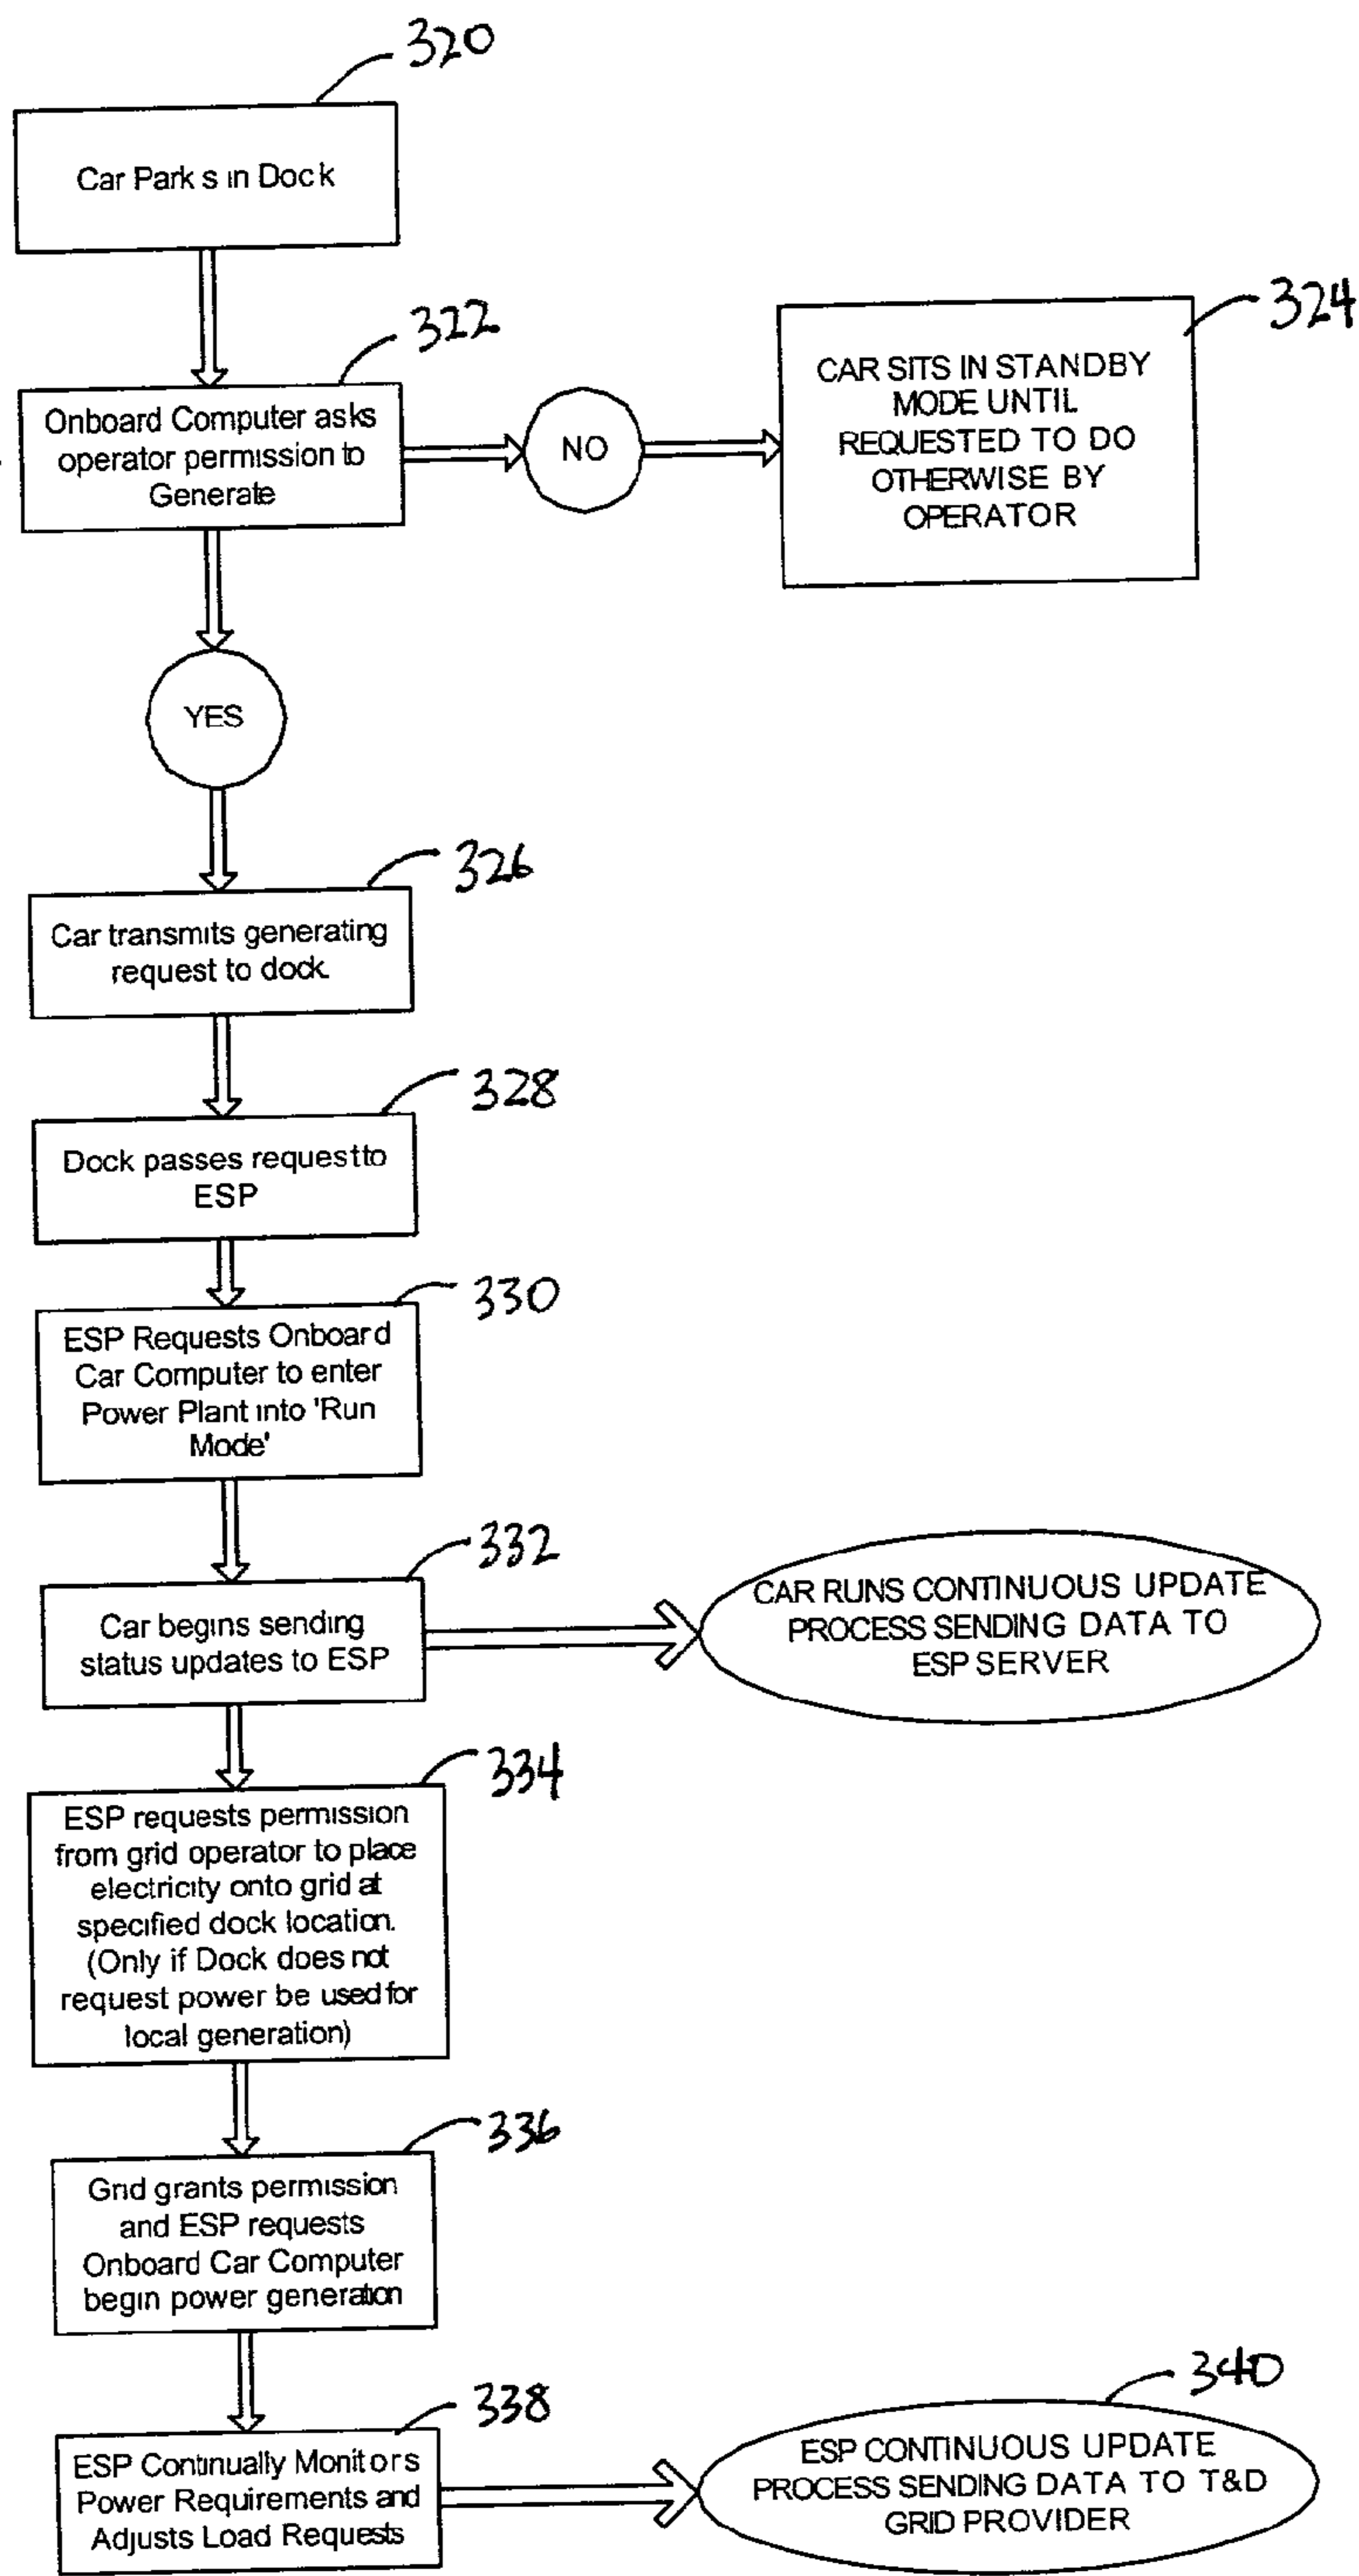 320
Car Parks in Dock
322
Onboard Computer asks
operator permission to
Generate
NO
324
CAR SITS IN STANDBY
MODE UNTIL
REQUESTED TO DO
OTHERWISE BY
OPERATOR
YES
326
Car transmits generating
request to dock.
328
Dock passes request to
ESP
330
ESP Requests Onboard
Car Computer to enter
Power Plant into 'Run
Mode'
332
Car begins sending
status updates to ESP
CAR RUNS CONTINUOUS UPDATE
PROCESS SENDING DATA TO
ESP SERVER
334
ESP requests permission
from grid operator to place
electricity onto grid at
specified dock location.
(Only if Dock does not
request power be used for
local generation)
336
Grid grants permission
and ESP requests
Onboard Car Computer
begin power generation
338
ESP Continually Monitors
Power Requirements and
Adjusts Load Requests
340
ESP CONTINUOUS UPDATE
PROCESS SENDING DATA TO T&D
GRID PROVIDER